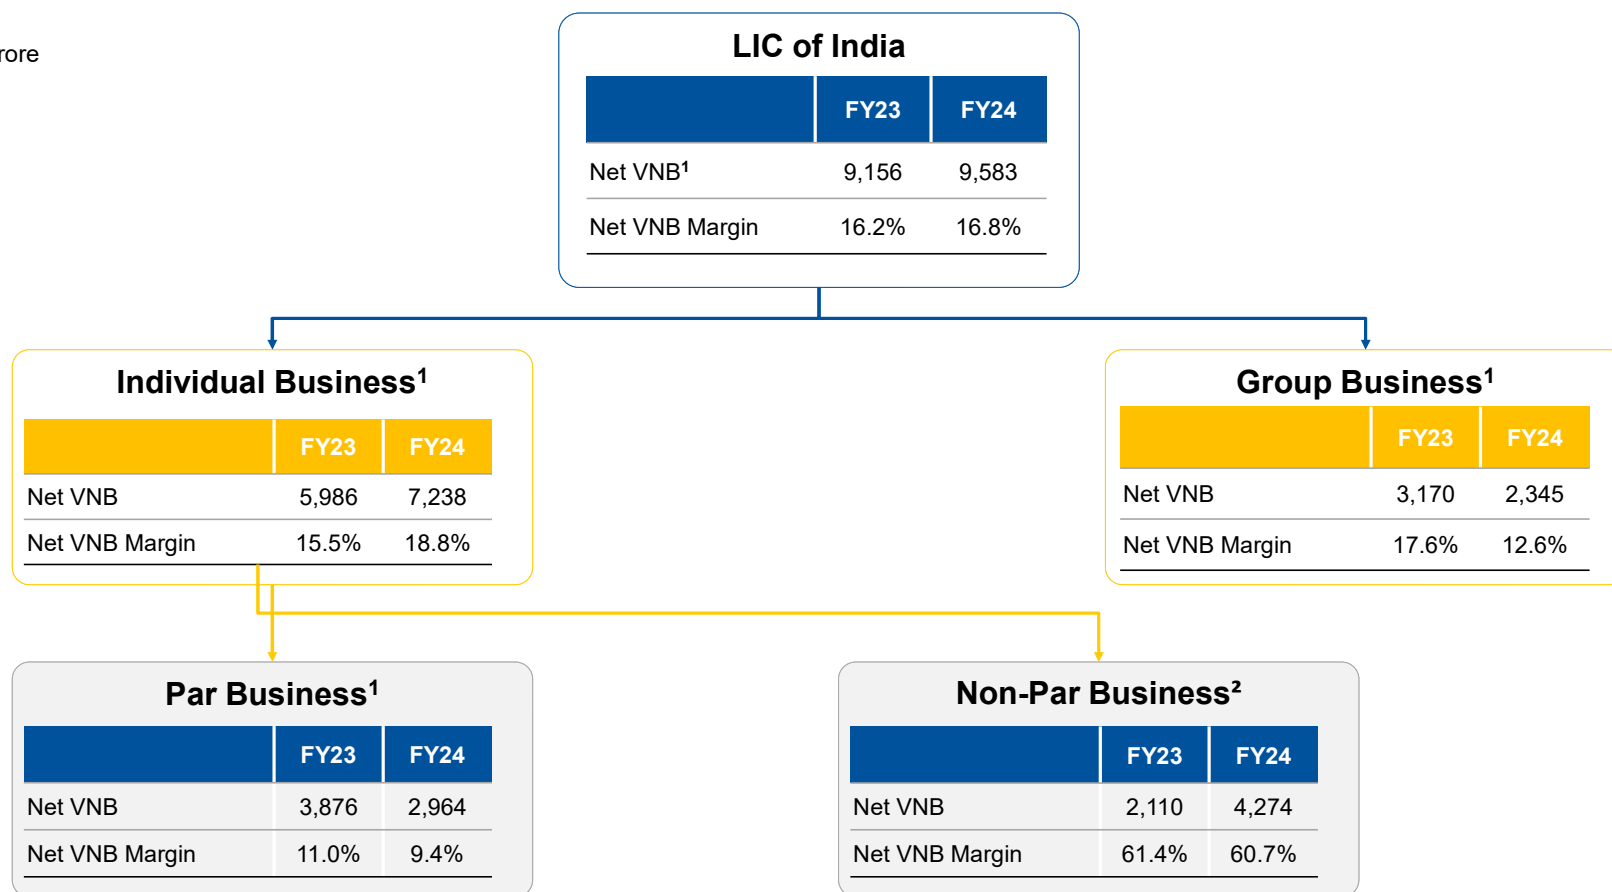 LIC of India
FY23 FY24
Net VNB¹ 9,156 9,583
Net VNB Margin 16.2% 16.8%
Individual Business¹
FY23 FY24
Net VNB 5,986 7,238
Net VNB Margin 15.5% 18.8%
Group Business¹
FY23 FY24
Net VNB 3,170 2,345
Net VNB Margin 17.6% 12.6%
Par Business¹
FY23 FY24
Net VNB 3,876 2,964
Net VNB Margin 11.0% 9.4%
Non-Par Business²
FY23 FY24
Net VNB 2,110 4,274
Net VNB Margin 61.4% 60.7%